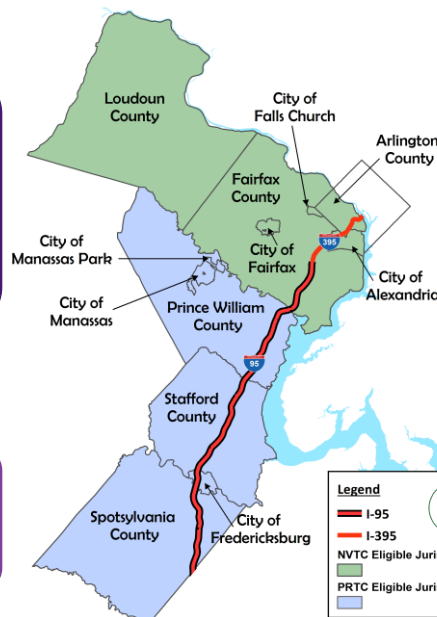 Loudoun
County
City of
Falls Church
Arlington
County
Fairfax
County
395
City of
Manassas Park
City of
Fairfax
City of
Alexandria
City of
Manassas
Prince William
County
95
Stafford
County
Spotsylvania
County
City of
Fredericksburg
Legend
I-95
I-395
NVTC Eligible Juris
PRTC Eligible Juris